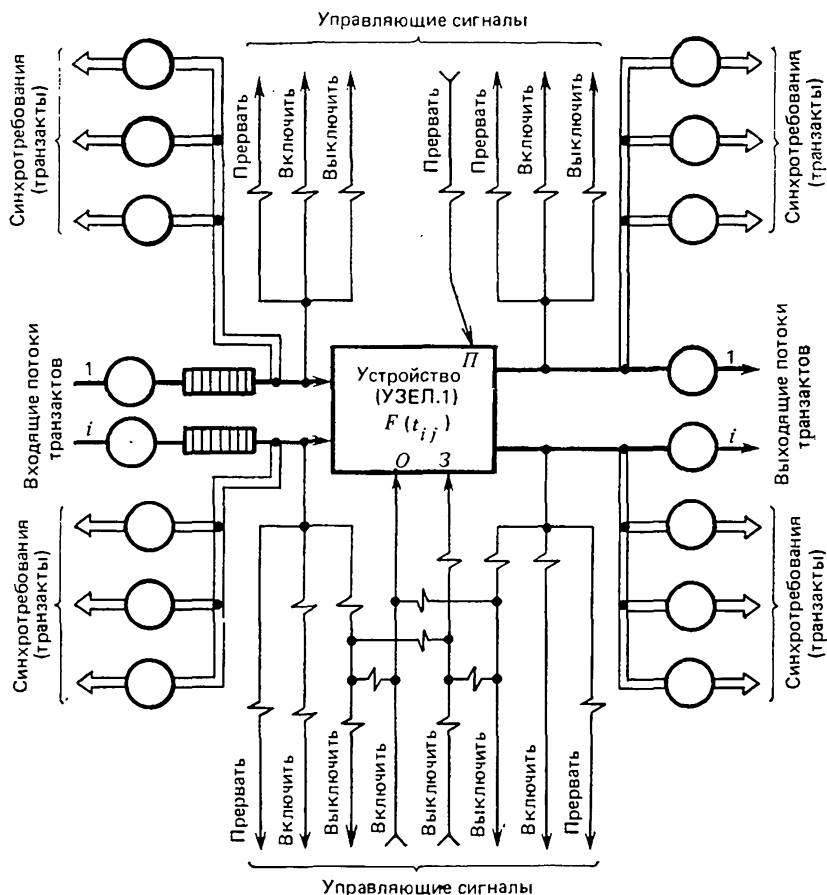 Управляющие сигналы
Синхротребования
(транзакты)
Прервать
Включить
Выключить
Прервать
Прервать
Включить
Выключить
Синхротребования
(транзакты)
Входящие потоки
транзактов
1
i
П
Устройство
(УЗЕЛ.1)
F(t_{ij})
О
З
1
i
Выходящие потоки
транзактов
Синхротребования
(транзакты)
Синхротребования
(транзакты)
Прервать
Включить
Выключить
Включить
Выключить
Выключить
Включить
Прервать
Управляющие сигналы